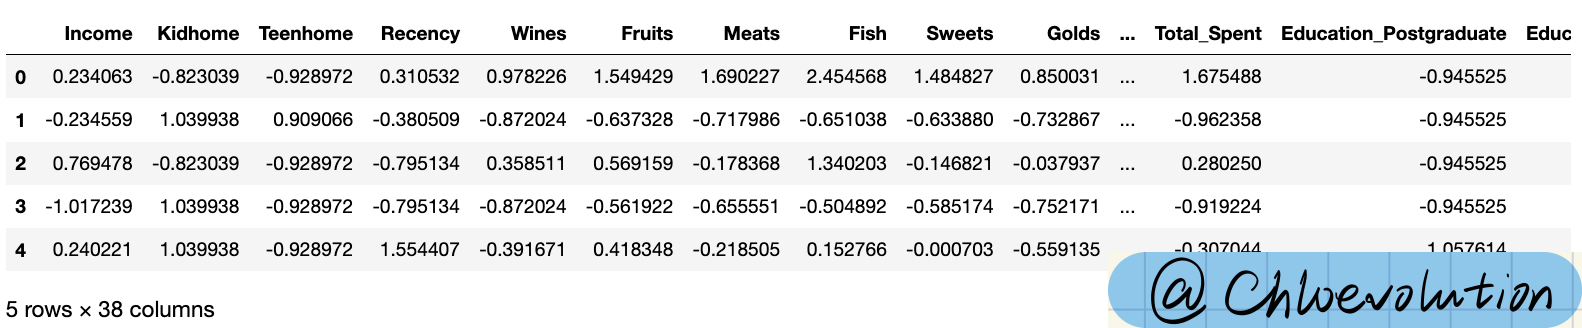 Income Kidhome Teenhome Recency Wines Fruits Meats Fish Sweets Golds ... Total_Spent Education_Postgraduate Educ
0 0.234063 -0.823039 -0.928972 0.310532 0.978226 1.549429 1.690227 2.454568 1.484827 0.850031 ... 1.675488 -0.945525
1 -0.234559 1.039938 0.909066 -0.380509 -0.872024 -0.637328 -0.717986 -0.651038 -0.633880 -0.732867 ... -0.962358 -0.945525
2 0.769478 -0.823039 -0.928972 -0.795134 0.358511 0.569159 -0.178368 1.340203 -0.146821 -0.037937 ... 0.280250 -0.945525
3 -1.017239 1.039938 -0.928972 -0.795134 -0.872024 -0.561922 -0.655551 -0.504892 -0.585174 -0.752171 ... -0.919224 -0.945525
4 0.240221 1.039938 -0.928972 1.554407 -0.391671 0.418348 -0.218505 0.152766 -0.000703 -0.559135 -0.307044 1.057614
5 rows × 38 columns
@Chloevolution